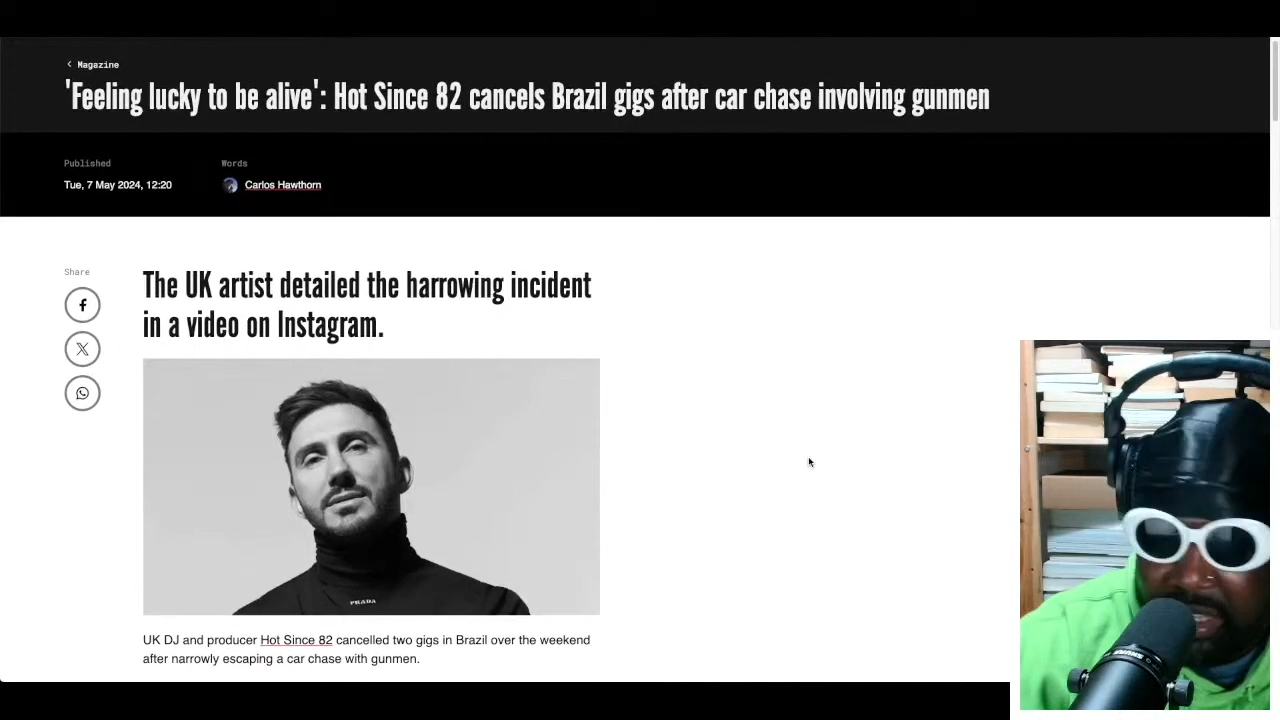 Magazine
'Feeling lucky to be alive': Hot Since 82 cancels Brazil gigs after car chase involving gunmen
Published
Words
Tue, 7 May 2024, 12:20
Carlos Hawthorn
Share
The UK artist detailed the harrowing incident
in a video on Instagram.
PRADA
UK DJ and producer Hot Since 82 cancelled two gigs in Brazil over the weekend
after narrowly escaping a car chase with gunmen.